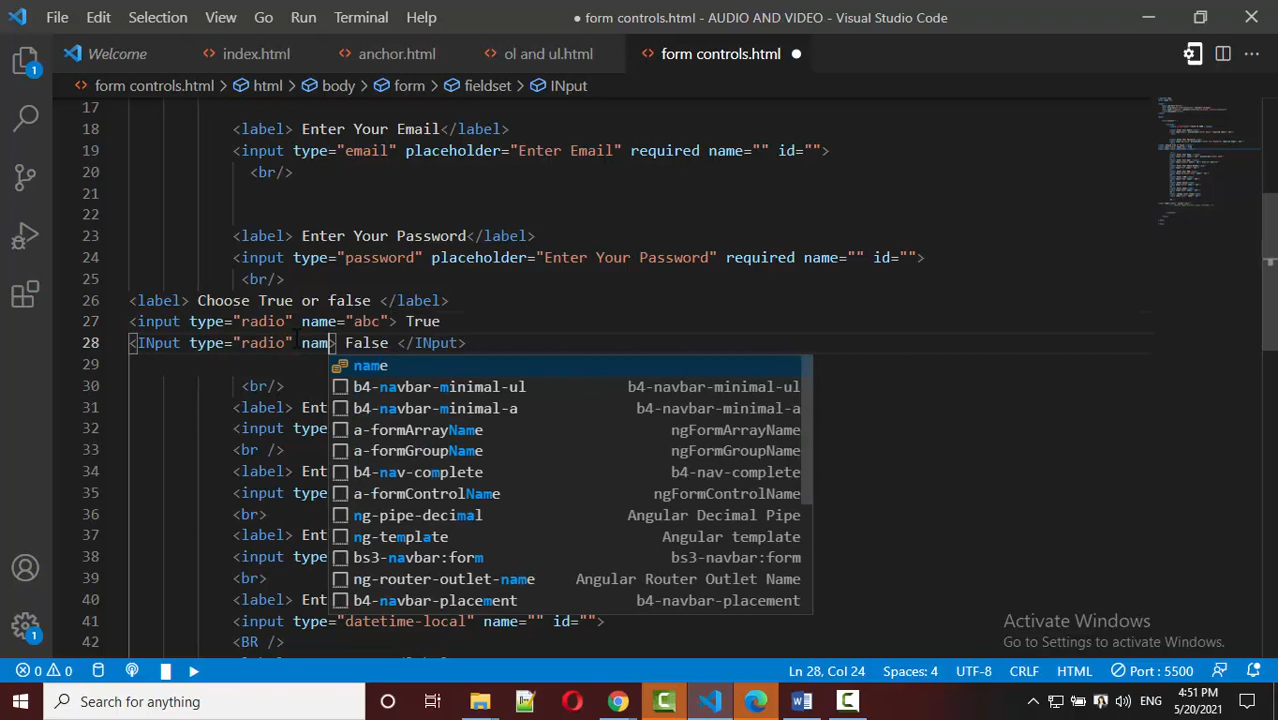 File Edit Selection View Go Run Terminal Help ● form controls.html - AUDIO AND VIDEO - Visual Studio Code
Welcome <> index.html <> anchor.html <> ol and ul.html <> form controls.html ●
<> form controls.html > html > body > form > fieldset > INput
17
18 <label> Enter Your Email</label>
19 <input type="email" placeholder="Enter Email" required name="" id="">
20 <br/>
21
22
23 <label> Enter Your Password</label>
24 <input type="password" placeholder="Enter Your Password" required name="" id="">
25 <br/>
26 <label> Choose True or false </label>
27 <input type="radio" name="abc"> True
28 <INput type="radio" nam> False </INput>
29 name
30 <br/> b4-navbar-minimal-ul b4-navbar-minimal-ul
31 <label> Ent b4-navbar-minimal-a b4-navbar-minimal-a
32 <input type a-formArrayName ngFormArrayName
33 <br /> a-formGroupName ngFormGroupName
34 <label> Ent b4-nav-complete b4-nav-complete
35 <input type a-formControlName ngFormControlName
36 <br> ng-pipe-decimal Angular Decimal Pipe
37 <label> Ent ng-template Angular template
38 <input type bs3-navbar:form bs3-navbar:form
39 <br> ng-router-outlet-name Angular Router Outlet Name
40 <label> Ent b4-navbar-placement b4-navbar-placement
41 <input type="datetime-local" name="" id="">
42 <BR />
Activate Windows
Go to Settings to activate Windows.
1
1
0 0 Ln 28, Col 24 Spaces: 4 UTF-8 CRLF HTML Port : 5500
Search for anything ENG 4:51 PM
5/20/2021